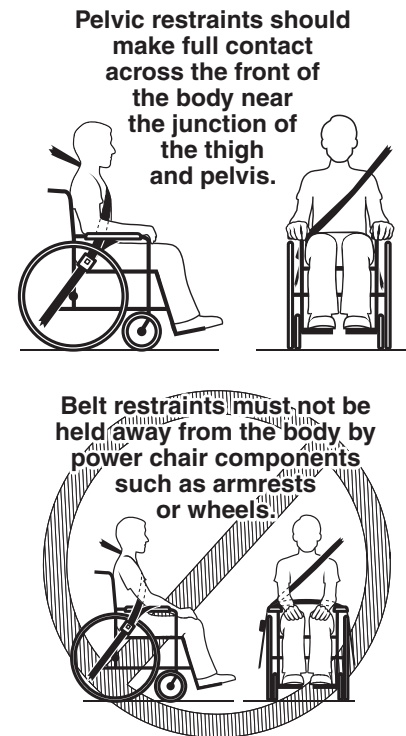 Pelvic restraints should
make full contact
across the front of
the body near
the junction of
the thigh
and pelvis.
Belt restraints must not be
held away from the body by
power chair components
such as armrests
or wheels.